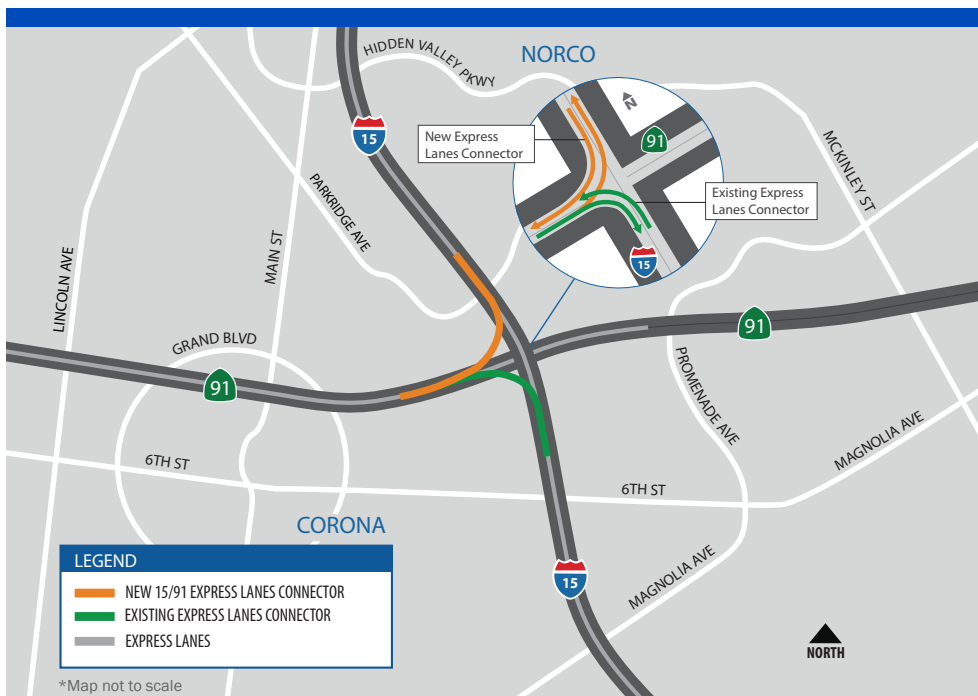 HIDDEN VALLEY PKWY
NORCO
15
New Express
Lanes Connector
N
91
MCKINLEY ST
Existing Express
Lanes Connector
15
PARKRIDGE AVE
MAIN ST
LINCOLN AVE
GRAND BLVD
91
91
PROMENADE AVE
MAGNOLIA AVE
6TH ST
6TH ST
CORONA
MAGNOLIA AVE
15
LEGEND
NEW 15/91 EXPRESS LANES CONNECTOR
EXISTING EXPRESS LANES CONNECTOR
EXPRESS LANES
NORTH
*Map not to scale